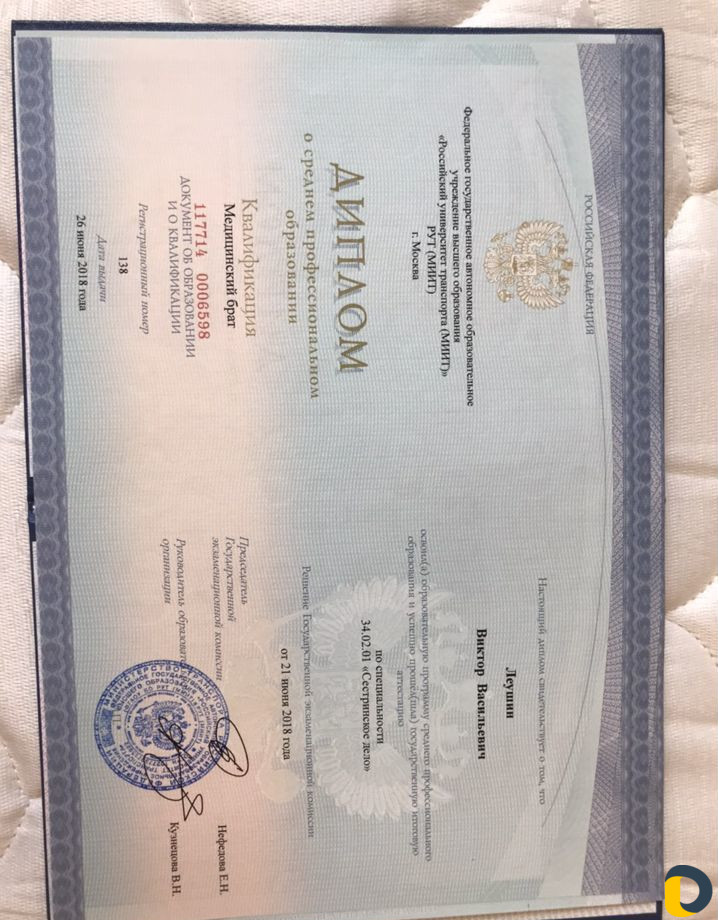 РОССИЙСКАЯ ФЕДЕРАЦИЯ
Федеральное государственное автономное образовательное
учреждение высшего образования
«Российский университет транспорта (МИИТ)»
РУТ (МИИТ)
г. Москва
ДИПЛОМ
о среднем профессиональном
образовании
Квалификация
Медицинский брат
117714 0006598
ДОКУМЕНТ ОБ ОБРАЗОВАНИИ
И О КВАЛИФИКАЦИИ
Регистрационный номер
138
Дата выдачи
26 июня 2018 года
Настоящий диплом свидетельствует о том, что
Леушин
Виктор Васильевич
освоил(а) образовательную программу среднего профессионального
образования и успешно прошёл(шла) государственную итоговую
аттестацию
по специальности
34.02.01 «Сестринское дело»
Решение Государственной экзаменационной комиссии
от 21 июня 2018 года
Председатель
Государственной
экзаменационной комиссии
Нефедова Е.Н.
Руководитель образоват
организации
Кузнецова В.Н.